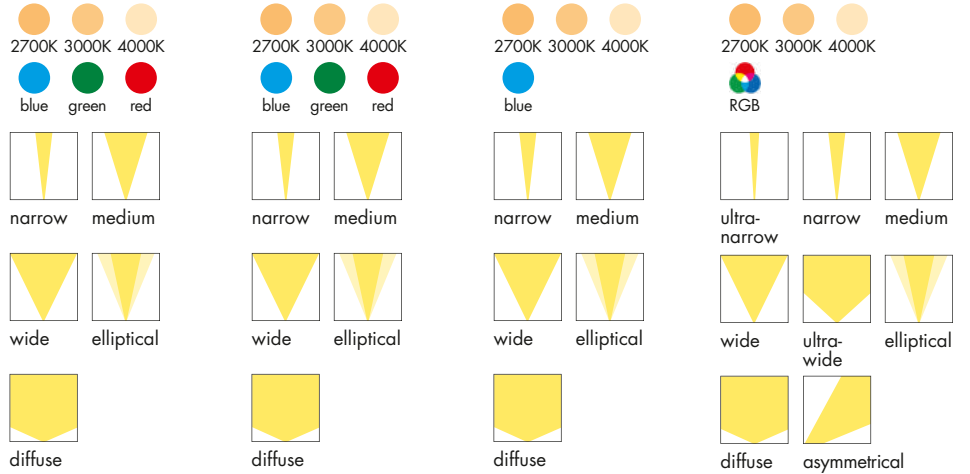 2700K 3000K 4000K
blue green red
narrow medium
wide elliptical
diffuse
2700K 3000K 4000K
blue green red
narrow medium
wide elliptical
diffuse
2700K 3000K 4000K
blue
narrow medium
wide elliptical
diffuse
2700K 3000K 4000K
RGB
ultra-
narrow
narrow medium
wide
ultra-
wide
elliptical
diffuse asymmetrical